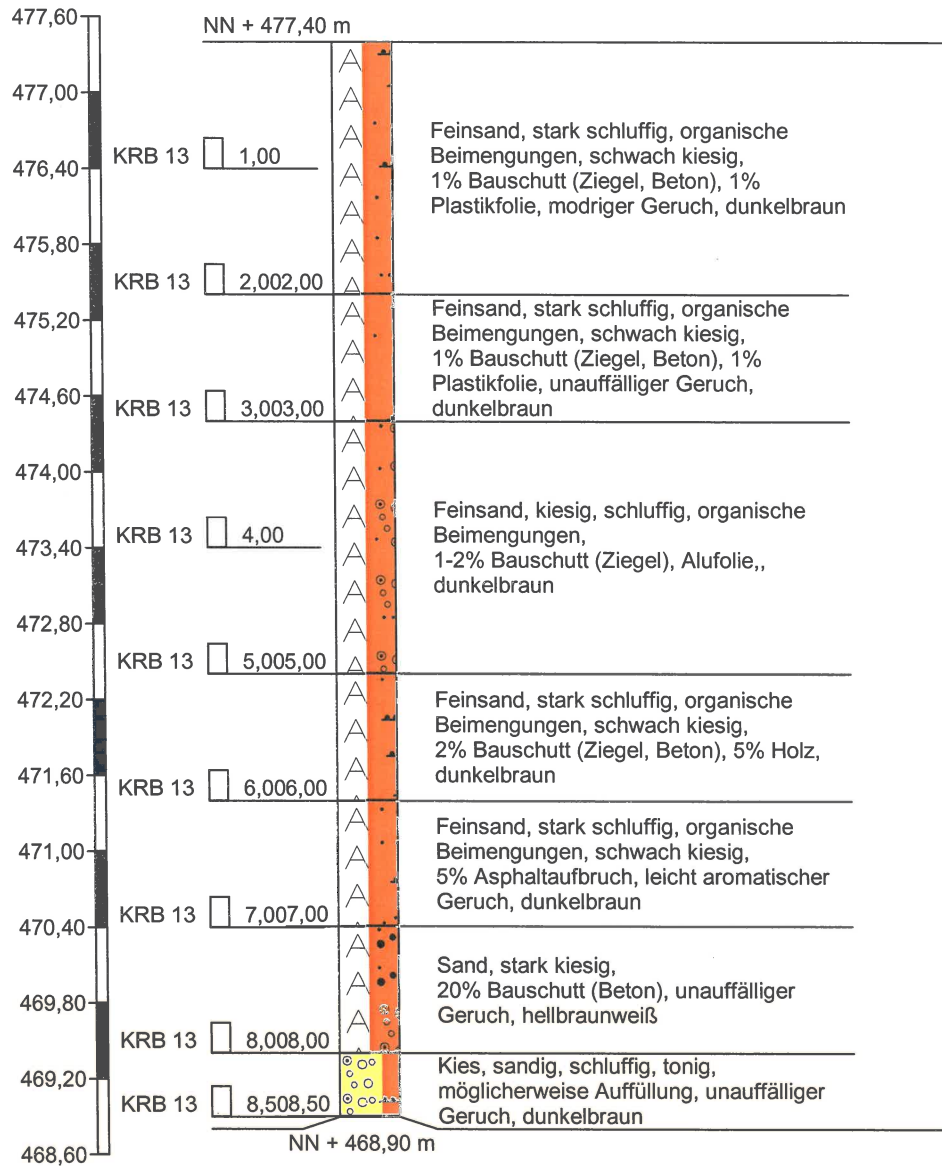 477,60
NN + 477,40 m
477,00
Feinsand, stark schluffig, organische
Beimengungen, schwach kiesig,
1% Bauschutt (Ziegel, Beton), 1%
Plastikfolie, modriger Geruch, dunkelbraun
KRB 13 1,00
476,40
475,80
KRB 13 2,002,00
475,20
Feinsand, stark schluffig, organische
Beimengungen, schwach kiesig,
1% Bauschutt (Ziegel, Beton), 1%
Plastikfolie, unauffälliger Geruch,
dunkelbraun
474,60
KRB 13 3,003,00
474,00
Feinsand, kiesig, schluffig, organische
Beimengungen,
1-2% Bauschutt (Ziegel), Alufolie,,
dunkelbraun
KRB 13 4,00
473,40
472,80
KRB 13 5,005,00
472,20
Feinsand, stark schluffig, organische
Beimengungen, schwach kiesig,
2% Bauschutt (Ziegel, Beton), 5% Holz,
dunkelbraun
471,60
KRB 13 6,006,00
471,00
Feinsand, stark schluffig, organische
Beimengungen, schwach kiesig,
5% Asphaltaufbruch, leicht aromatischer
Geruch, dunkelbraun
KRB 13 7,007,00
470,40
Sand, stark kiesig,
20% Bauschutt (Beton), unauffälliger
Geruch, hellbraunweiß
469,80
KRB 13 8,008,00
469,20
Kies, sandig, schluffig, tonig,
möglicherweise Auffüllung, unauffälliger
Geruch, dunkelbraun
KRB 13 8,508,50
468,60
NN + 468,90 m